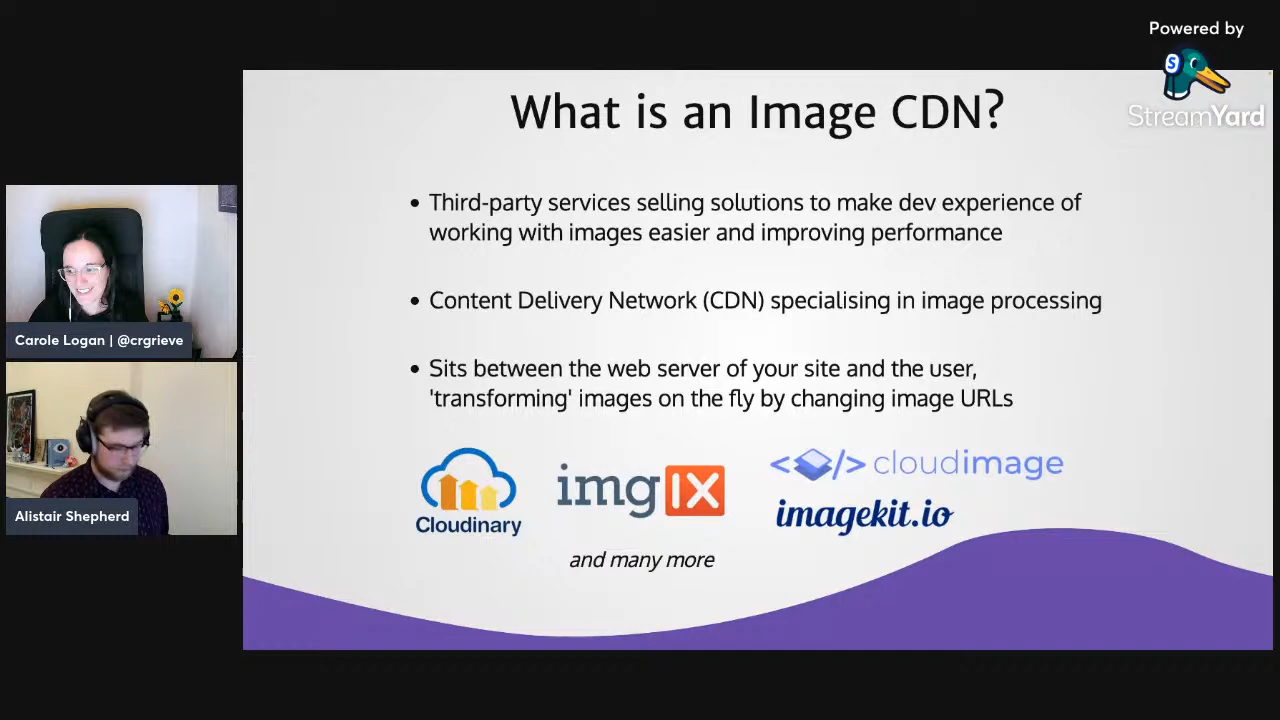 Powered by
StreamYard
What is an Image CDN?
• Third-party services selling solutions to make dev experience of
working with images easier and improving performance
• Content Delivery Network (CDN) specialising in image processing
• Sits between the web server of your site and the user,
'transforming' images on the fly by changing image URLs
Cloudinary
imgIX
</> cloudimage
imagekit.io
and many more
Carole Logan | @crgrieve
Alistair Shepherd